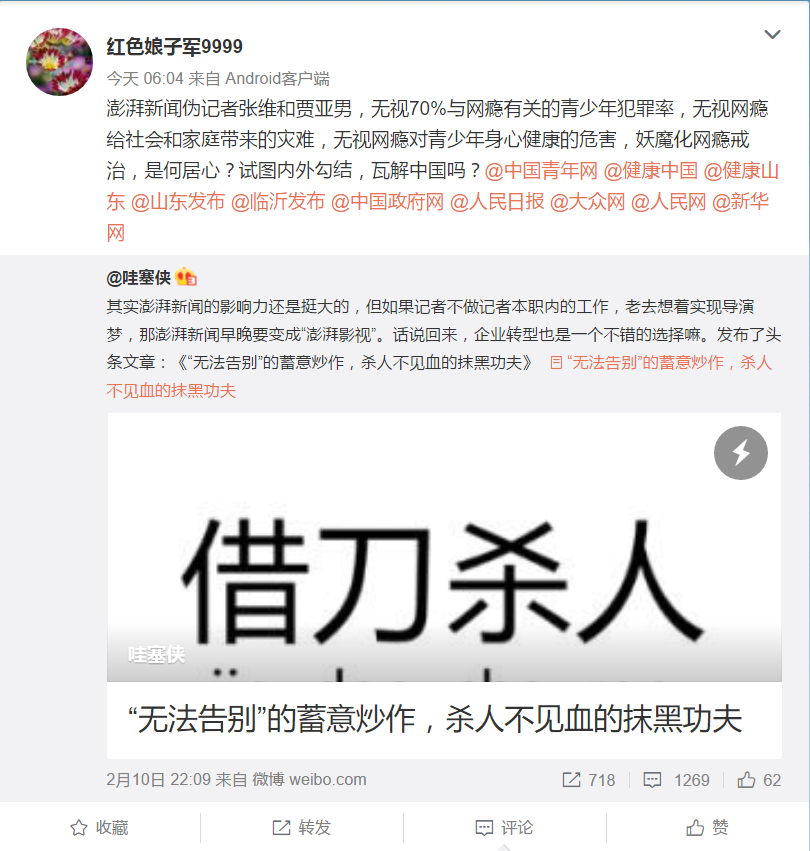 红色娘子军9999
今天 06:04 来自 Android客户端
澎湃新闻伪记者张维和贾亚男，无视70%与网瘾有关的青少年犯罪率，无视网瘾
给社会和家庭带来的灾难，无视网瘾对青少年身心健康的危害，妖魔化网瘾戒
治，是何居心？试图内外勾结，瓦解中国吗？@中国青年网 @健康中国 @健康山
东 @山东发布 @临沂发布 @中国政府网 @人民日报 @大众网 @人民网 @新华
网
@哇塞侠
其实澎湃新闻的影响力还是挺大的，但如果记者不做记者本职内的工作，老去想着实现导演
梦，那澎湃新闻早晚要变成“澎湃影视”。话说回来，企业转型也是一个不错的选择嘛。发布了头
条文章：《“无法告别”的蓄意炒作，杀人不见血的抹黑功夫》 “无法告别”的蓄意炒作，杀人
不见血的抹黑功夫
借刀杀人
哇塞侠
“无法告别”的蓄意炒作，杀人不见血的抹黑功夫
2月10日 22:09 来自 微博 weibo.com 718 1269 62
收藏 转发 评论 赞